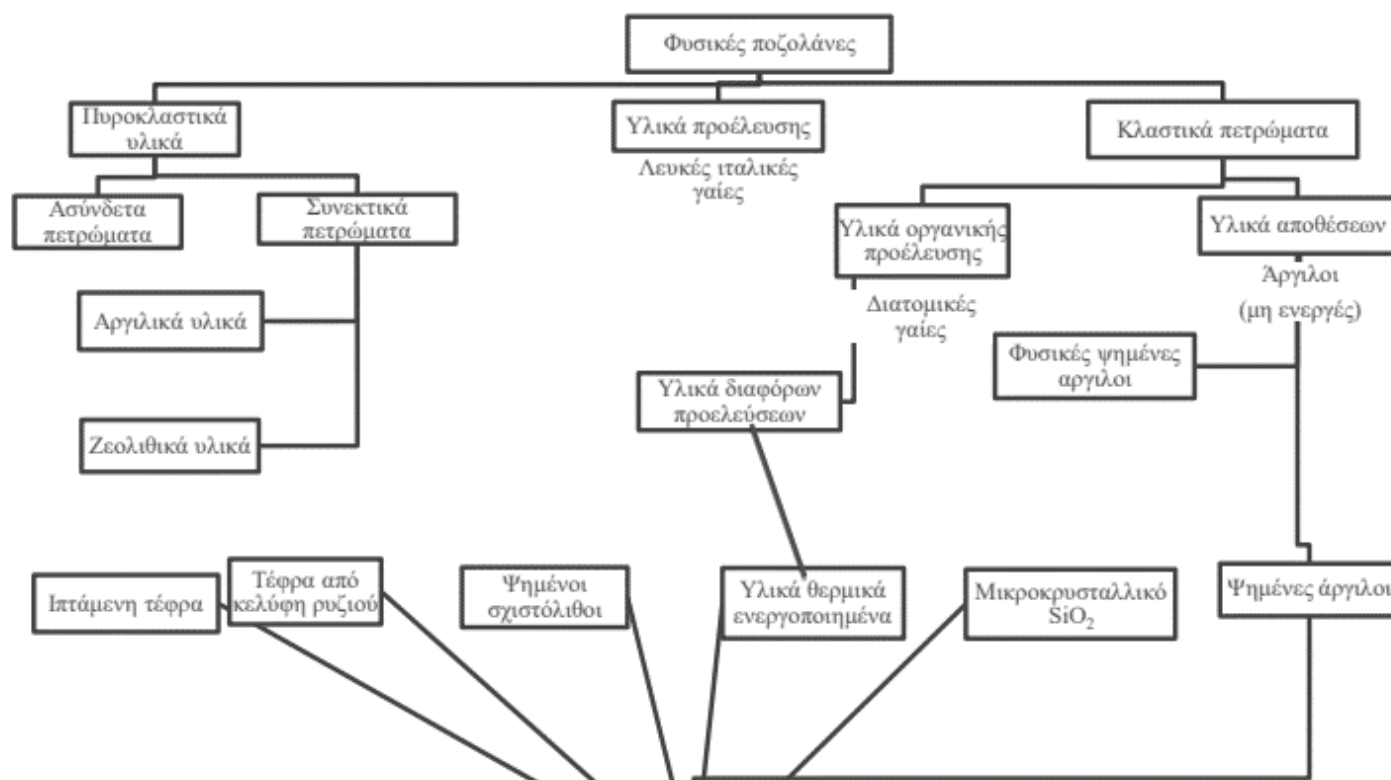 Φυσικές ποζολάνες
Πυροκλαστικά
υλικά
Υλικά προέλευσης
Κλαστικά πετρώματα
Λευκές ιταλικές
γαίες
Ασύνδετα
πετρώματα
Συνεκτικά
πετρώματα
Υλικά οργανικής
προέλευσης
Υλικά αποθέσεων
Άργιλοι
(μη ενεργές)
Διατομικές
γαίες
Αργιλικά υλικά
Φυσικές ψημένες
αργιλοι
Υλικά διαφόρων
προελεύσεων
Ζεολιθικά υλικά
Ιπτάμενη τέφρα
Τέφρα από
κελύφη ρυζιού
Ψημένοι
σχιστόλιθοι
Υλικά θερμικά
ενεργοποιημένα
Μικροκρυσταλλικό
SiO₂
Ψημένες άργιλοι